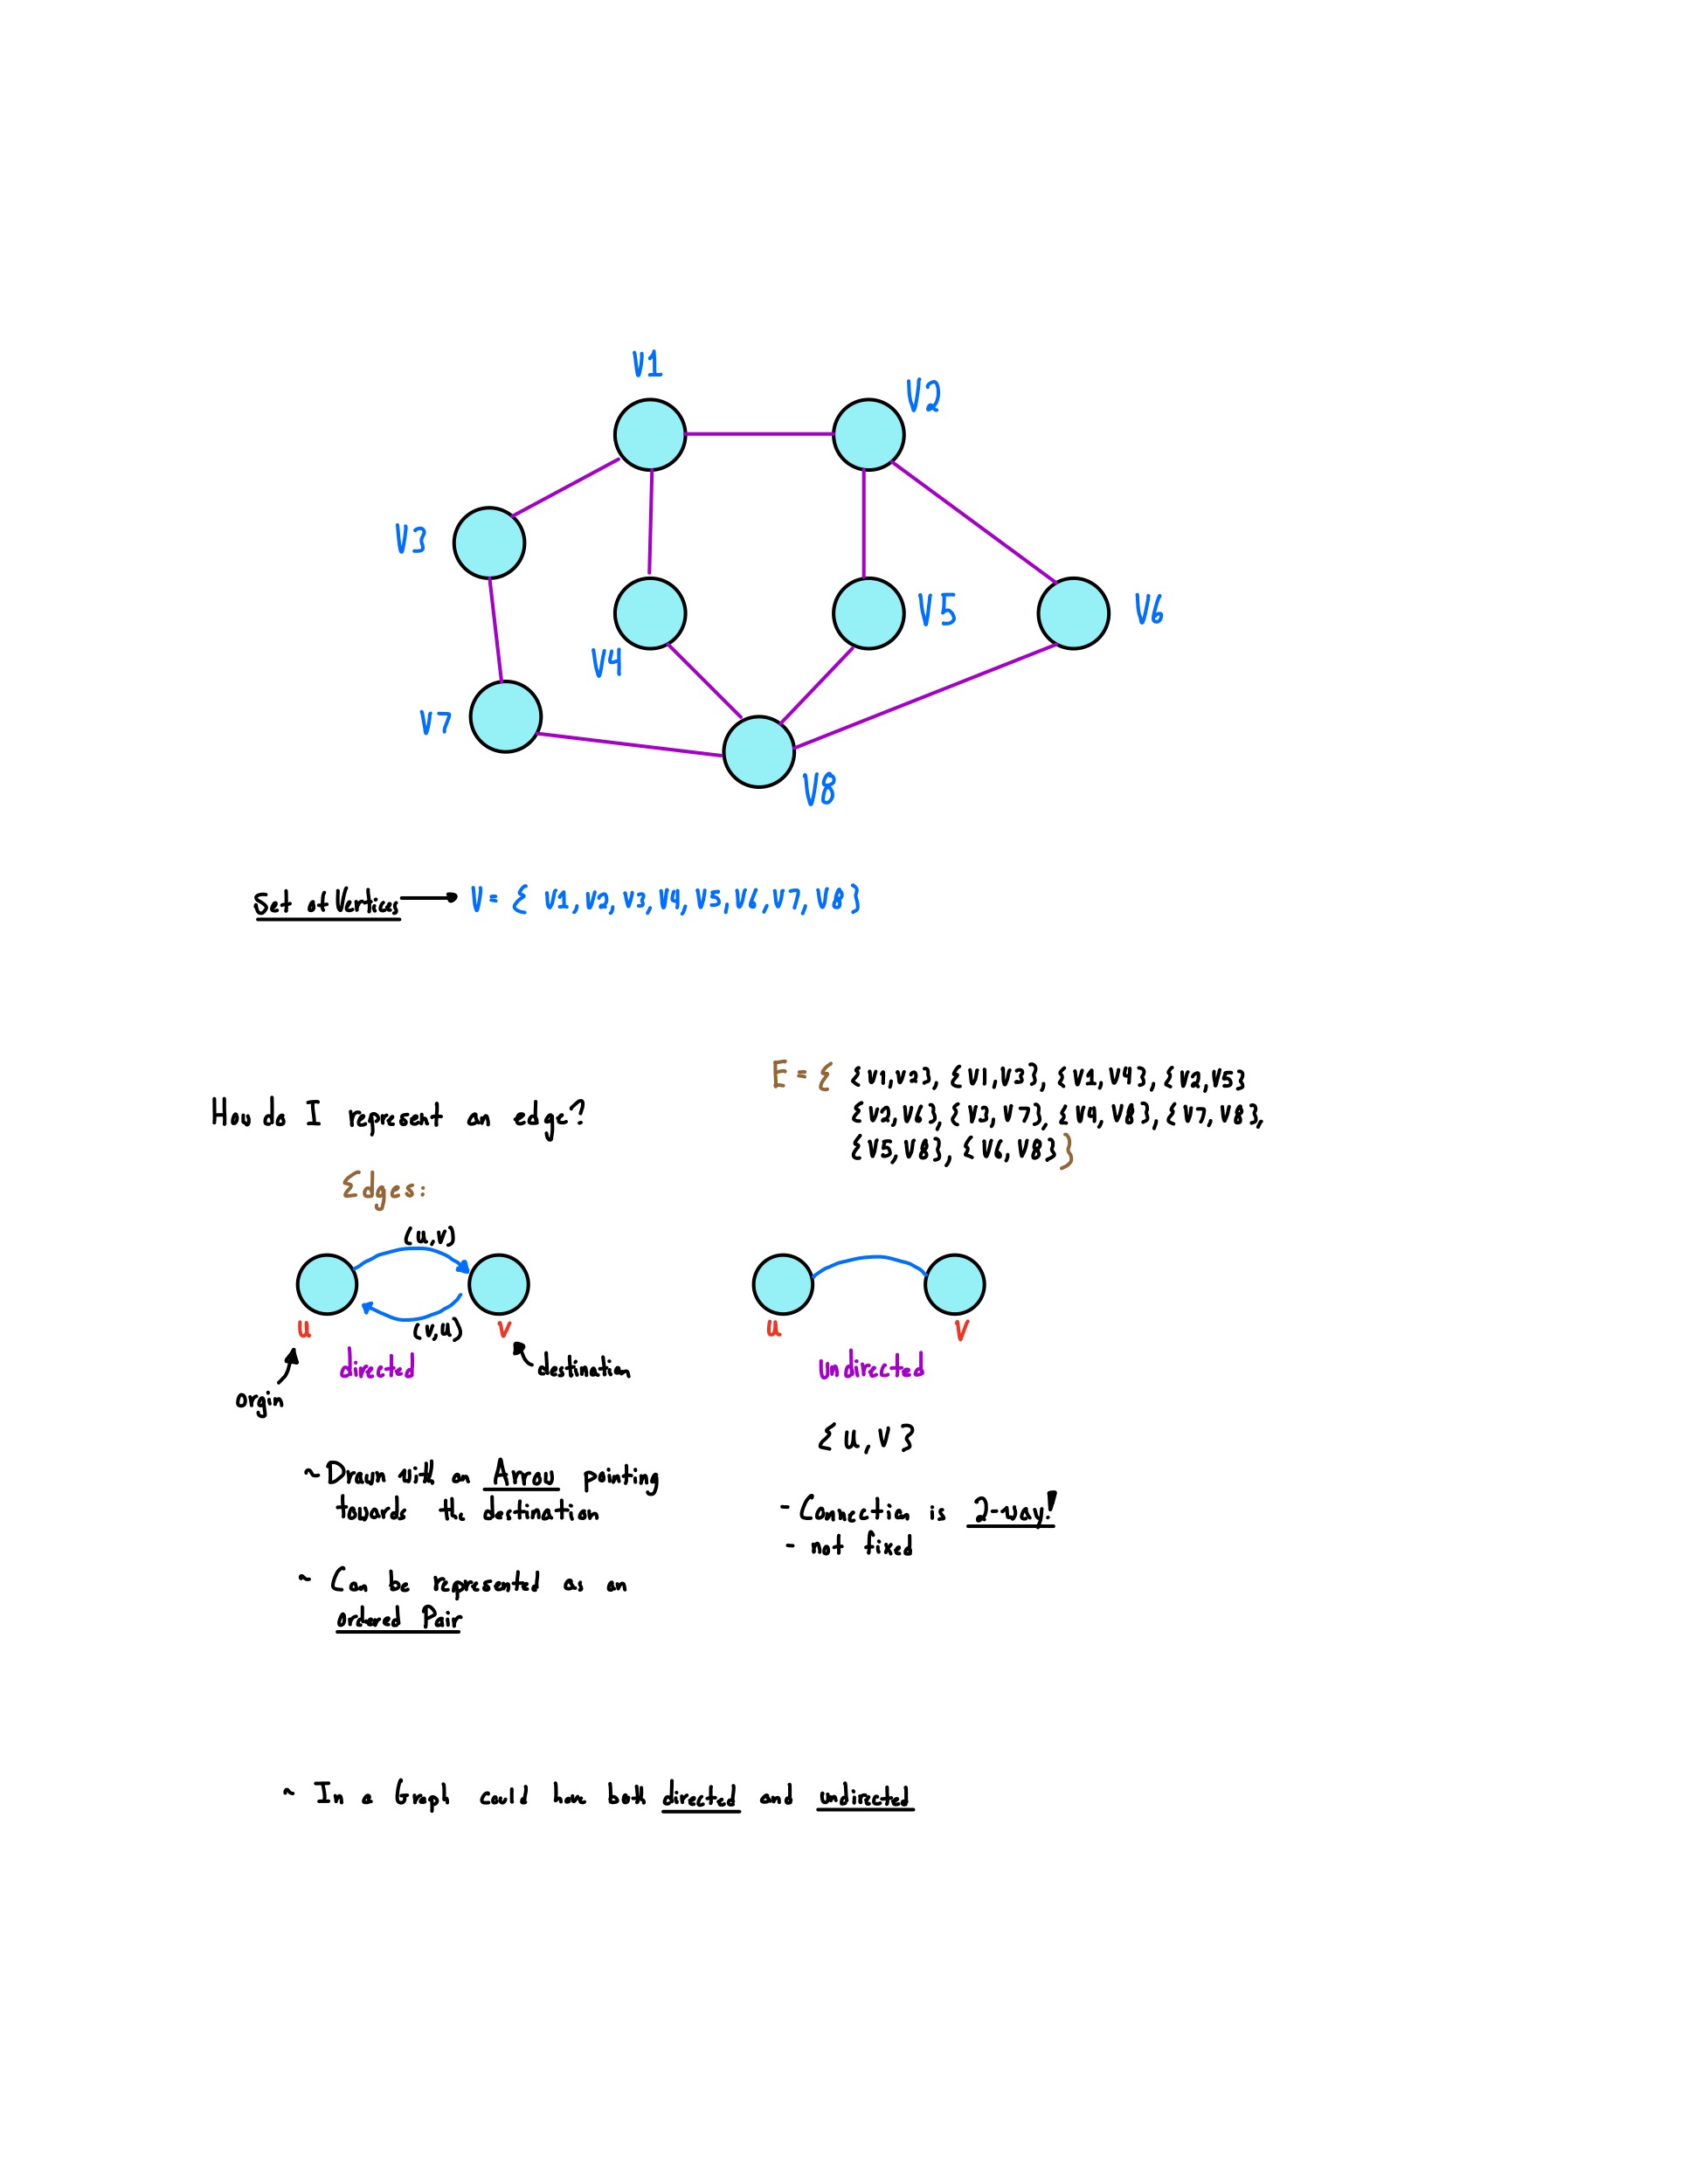 V1
V2
V3
V4
V5
V6
V7
V8
Set of Vertices V = { V1, V2, V3, V4, V5, V6, V7, V8 }
E = { {V1,V2}, {V1,V3}, {V1,V4}, {V2,V5}
{V2,V6}, {V3,V7}, {V4,V8}, {V7,V8},
{V5,V8}, {V6,V8} }
How do I represent an edge?
Edges:
(u,v)
(v,u)
u
v
directed
orgin
destination
~ Drawn with an Arrow pointing
towards the destination
~ Can be represented as an
ordered Pair
u
v
undirected
{u,v}
- Connection is 2-way!
- not fixed
~ In a Graph could have both directed and undirected